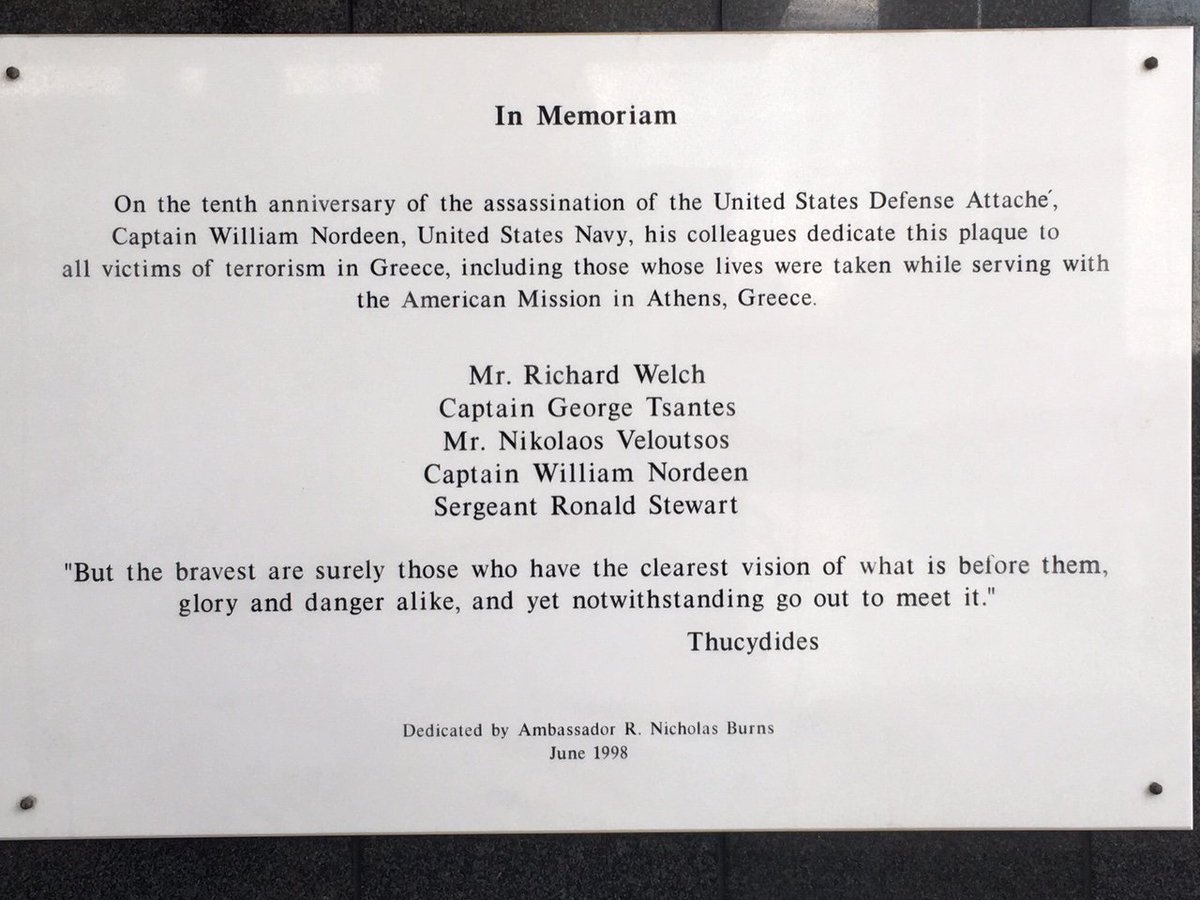 In Memoriam
On the tenth anniversary of the assassination of the United States Defense Attache´,
Captain William Nordeen, United States Navy, his colleagues dedicate this plaque to
all victims of terrorism in Greece, including those whose lives were taken while serving with
the American Mission in Athens, Greece.
Mr. Richard Welch
Captain George Tsantes
Mr. Nikolaos Veloutsos
Captain William Nordeen
Sergeant Ronald Stewart
"But the bravest are surely those who have the clearest vision of what is before them,
glory and danger alike, and yet notwithstanding go out to meet it."
Thucydides
Dedicated by Ambassador R. Nicholas Burns
June 1998